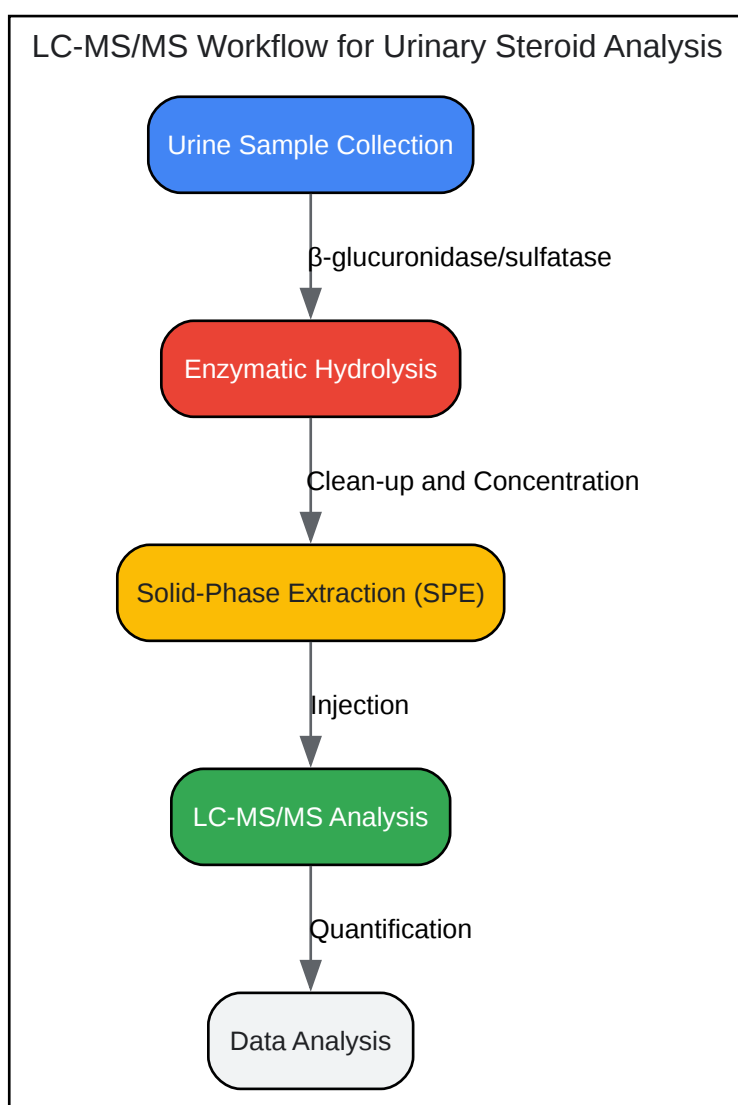 LC-MS/MS Workflow for Urinary Steroid Analysis
Urine Sample Collection
β-glucuronidase/sulfatase
Enzymatic Hydrolysis
Clean-up and Concentration
Solid-Phase Extraction (SPE)
Injection
LC-MS/MS Analysis
Quantification
Data Analysis